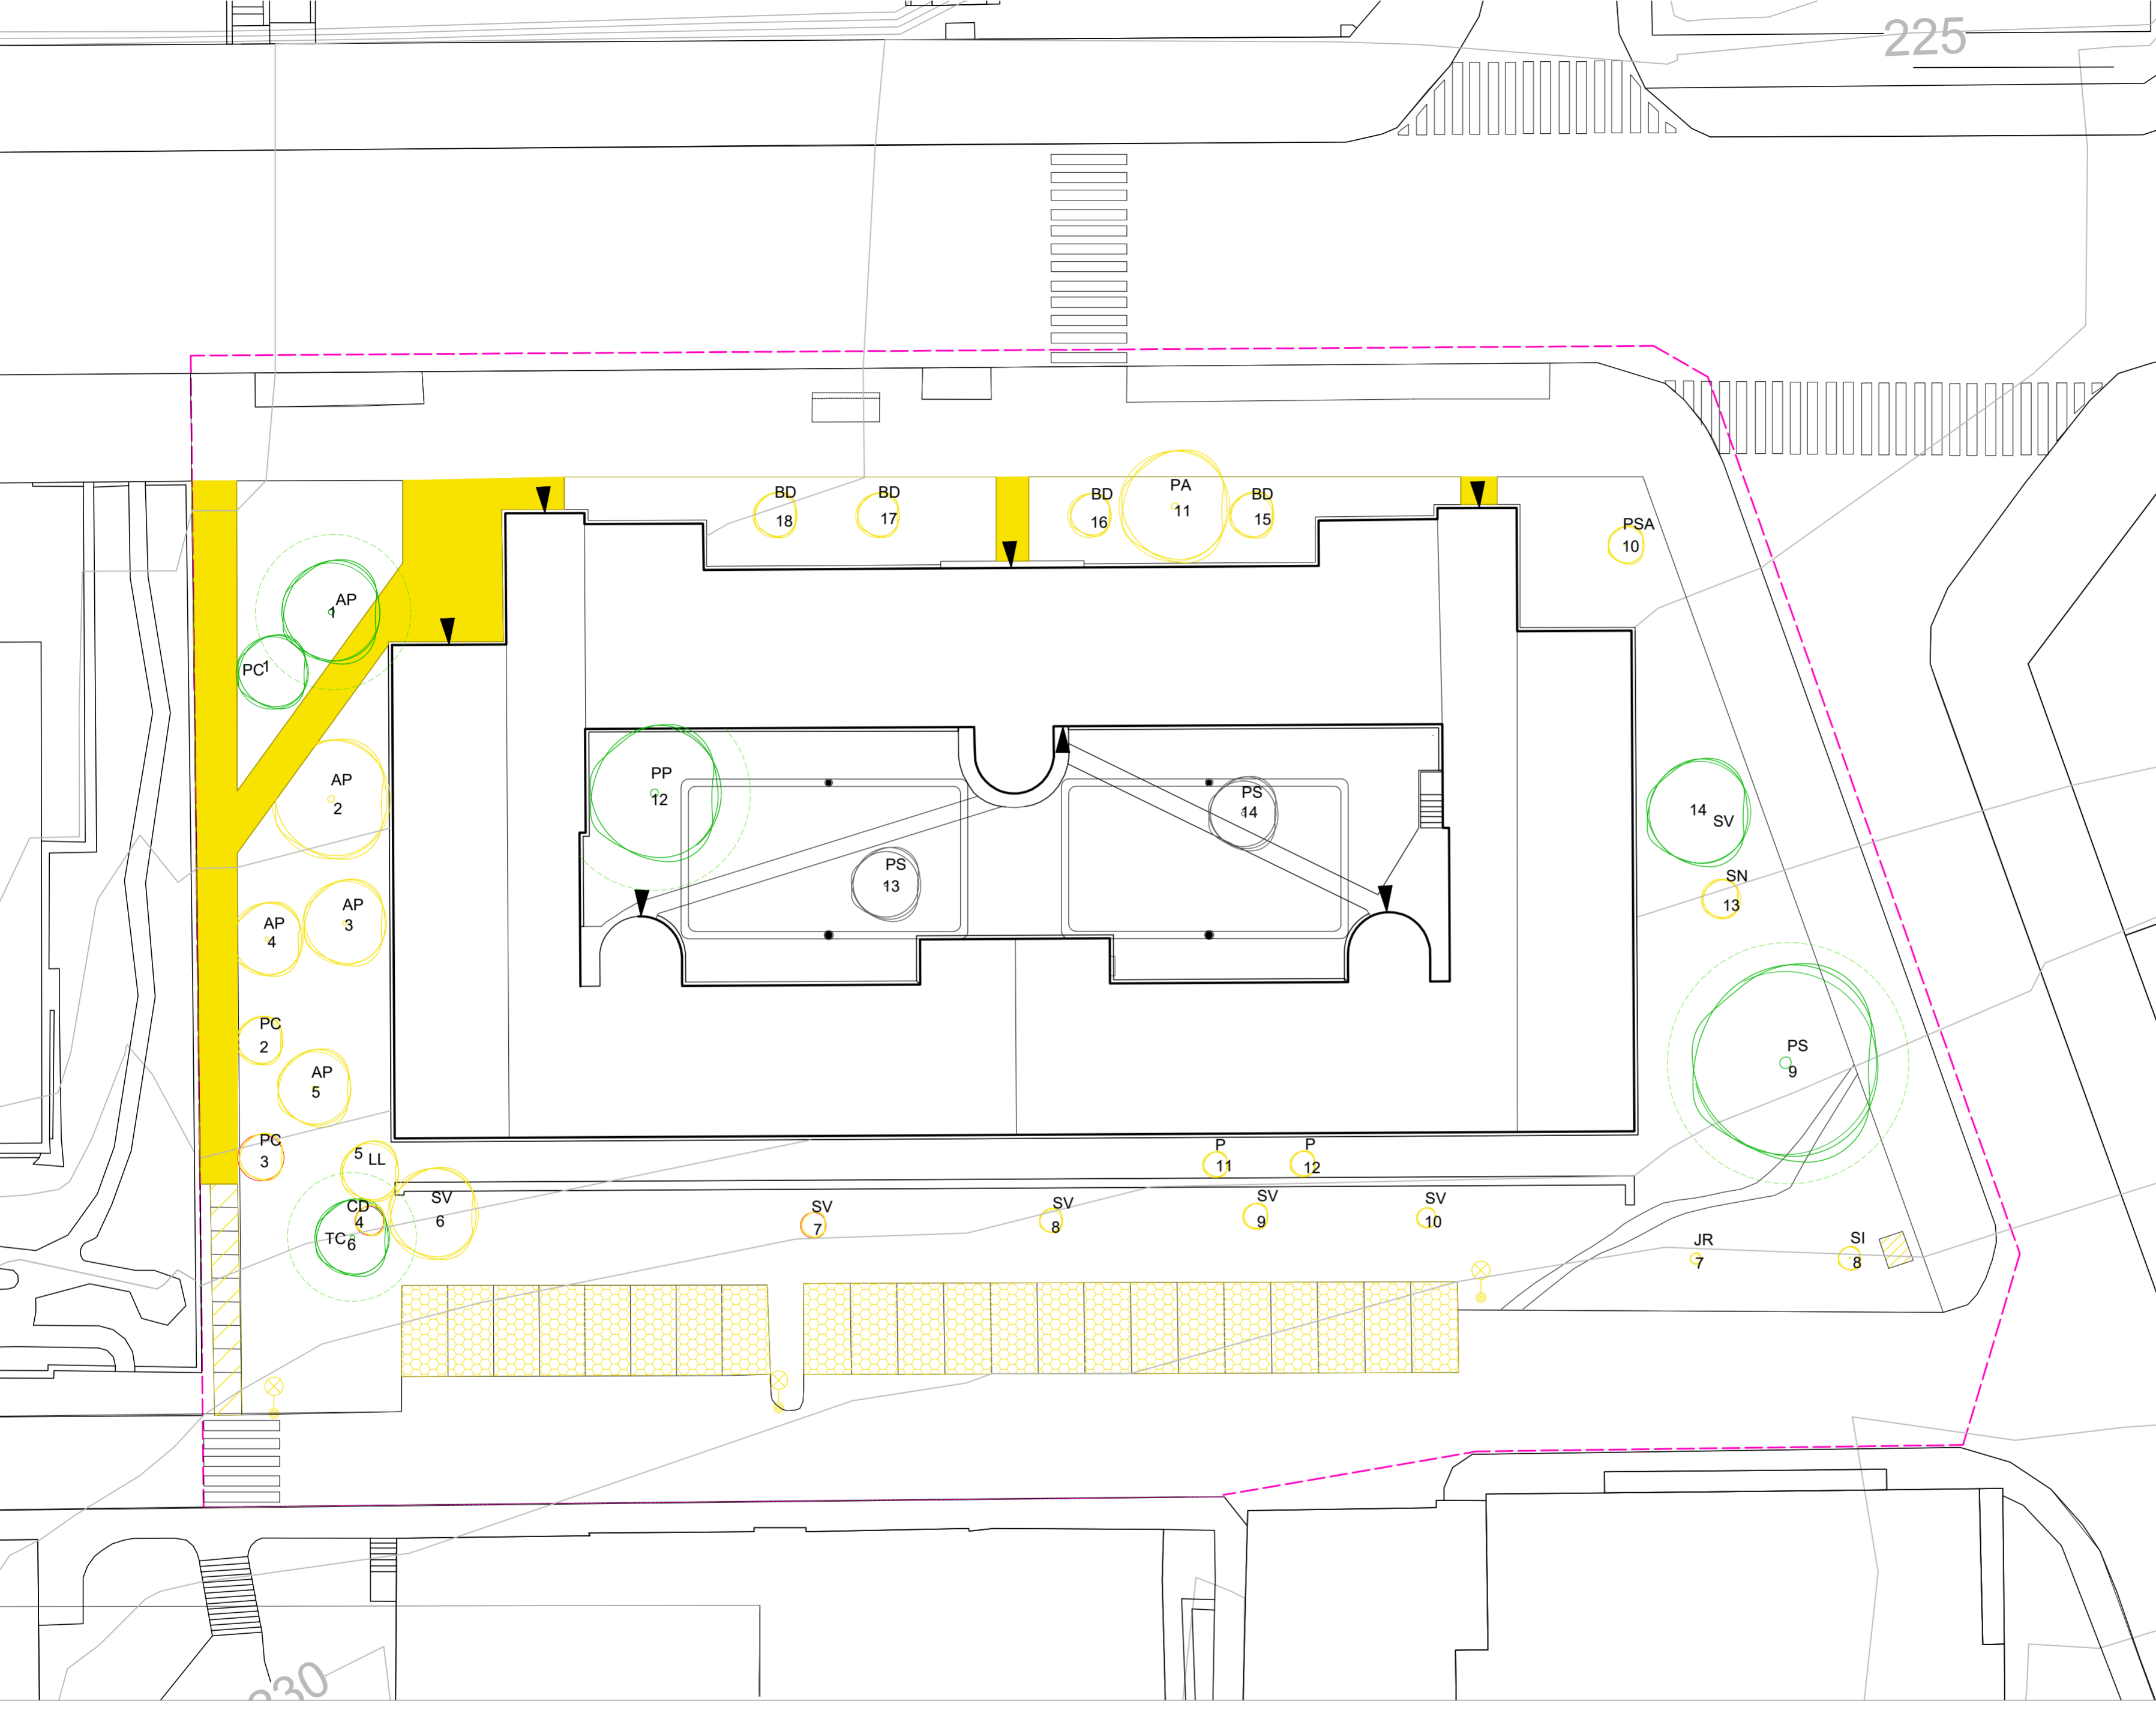 225
BD
18
BD
17
BD
16
PA
11
BD
15
PSA
10
AP
1
PC 1
AP
2
PP
12
PS
14
14
SV
PS
13
SN
13
AP
3
AP
4
PC
2
AP
5
PS
9
PC
3
5 LL
P
11
P
12
CD
4
TC 6
SV
6
SV
7
SV
8
SV
9
SV
10
JR
7
SI
8
230